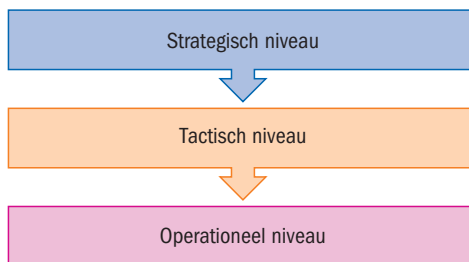 Strategisch niveau
Tactisch niveau
Operationeel niveau